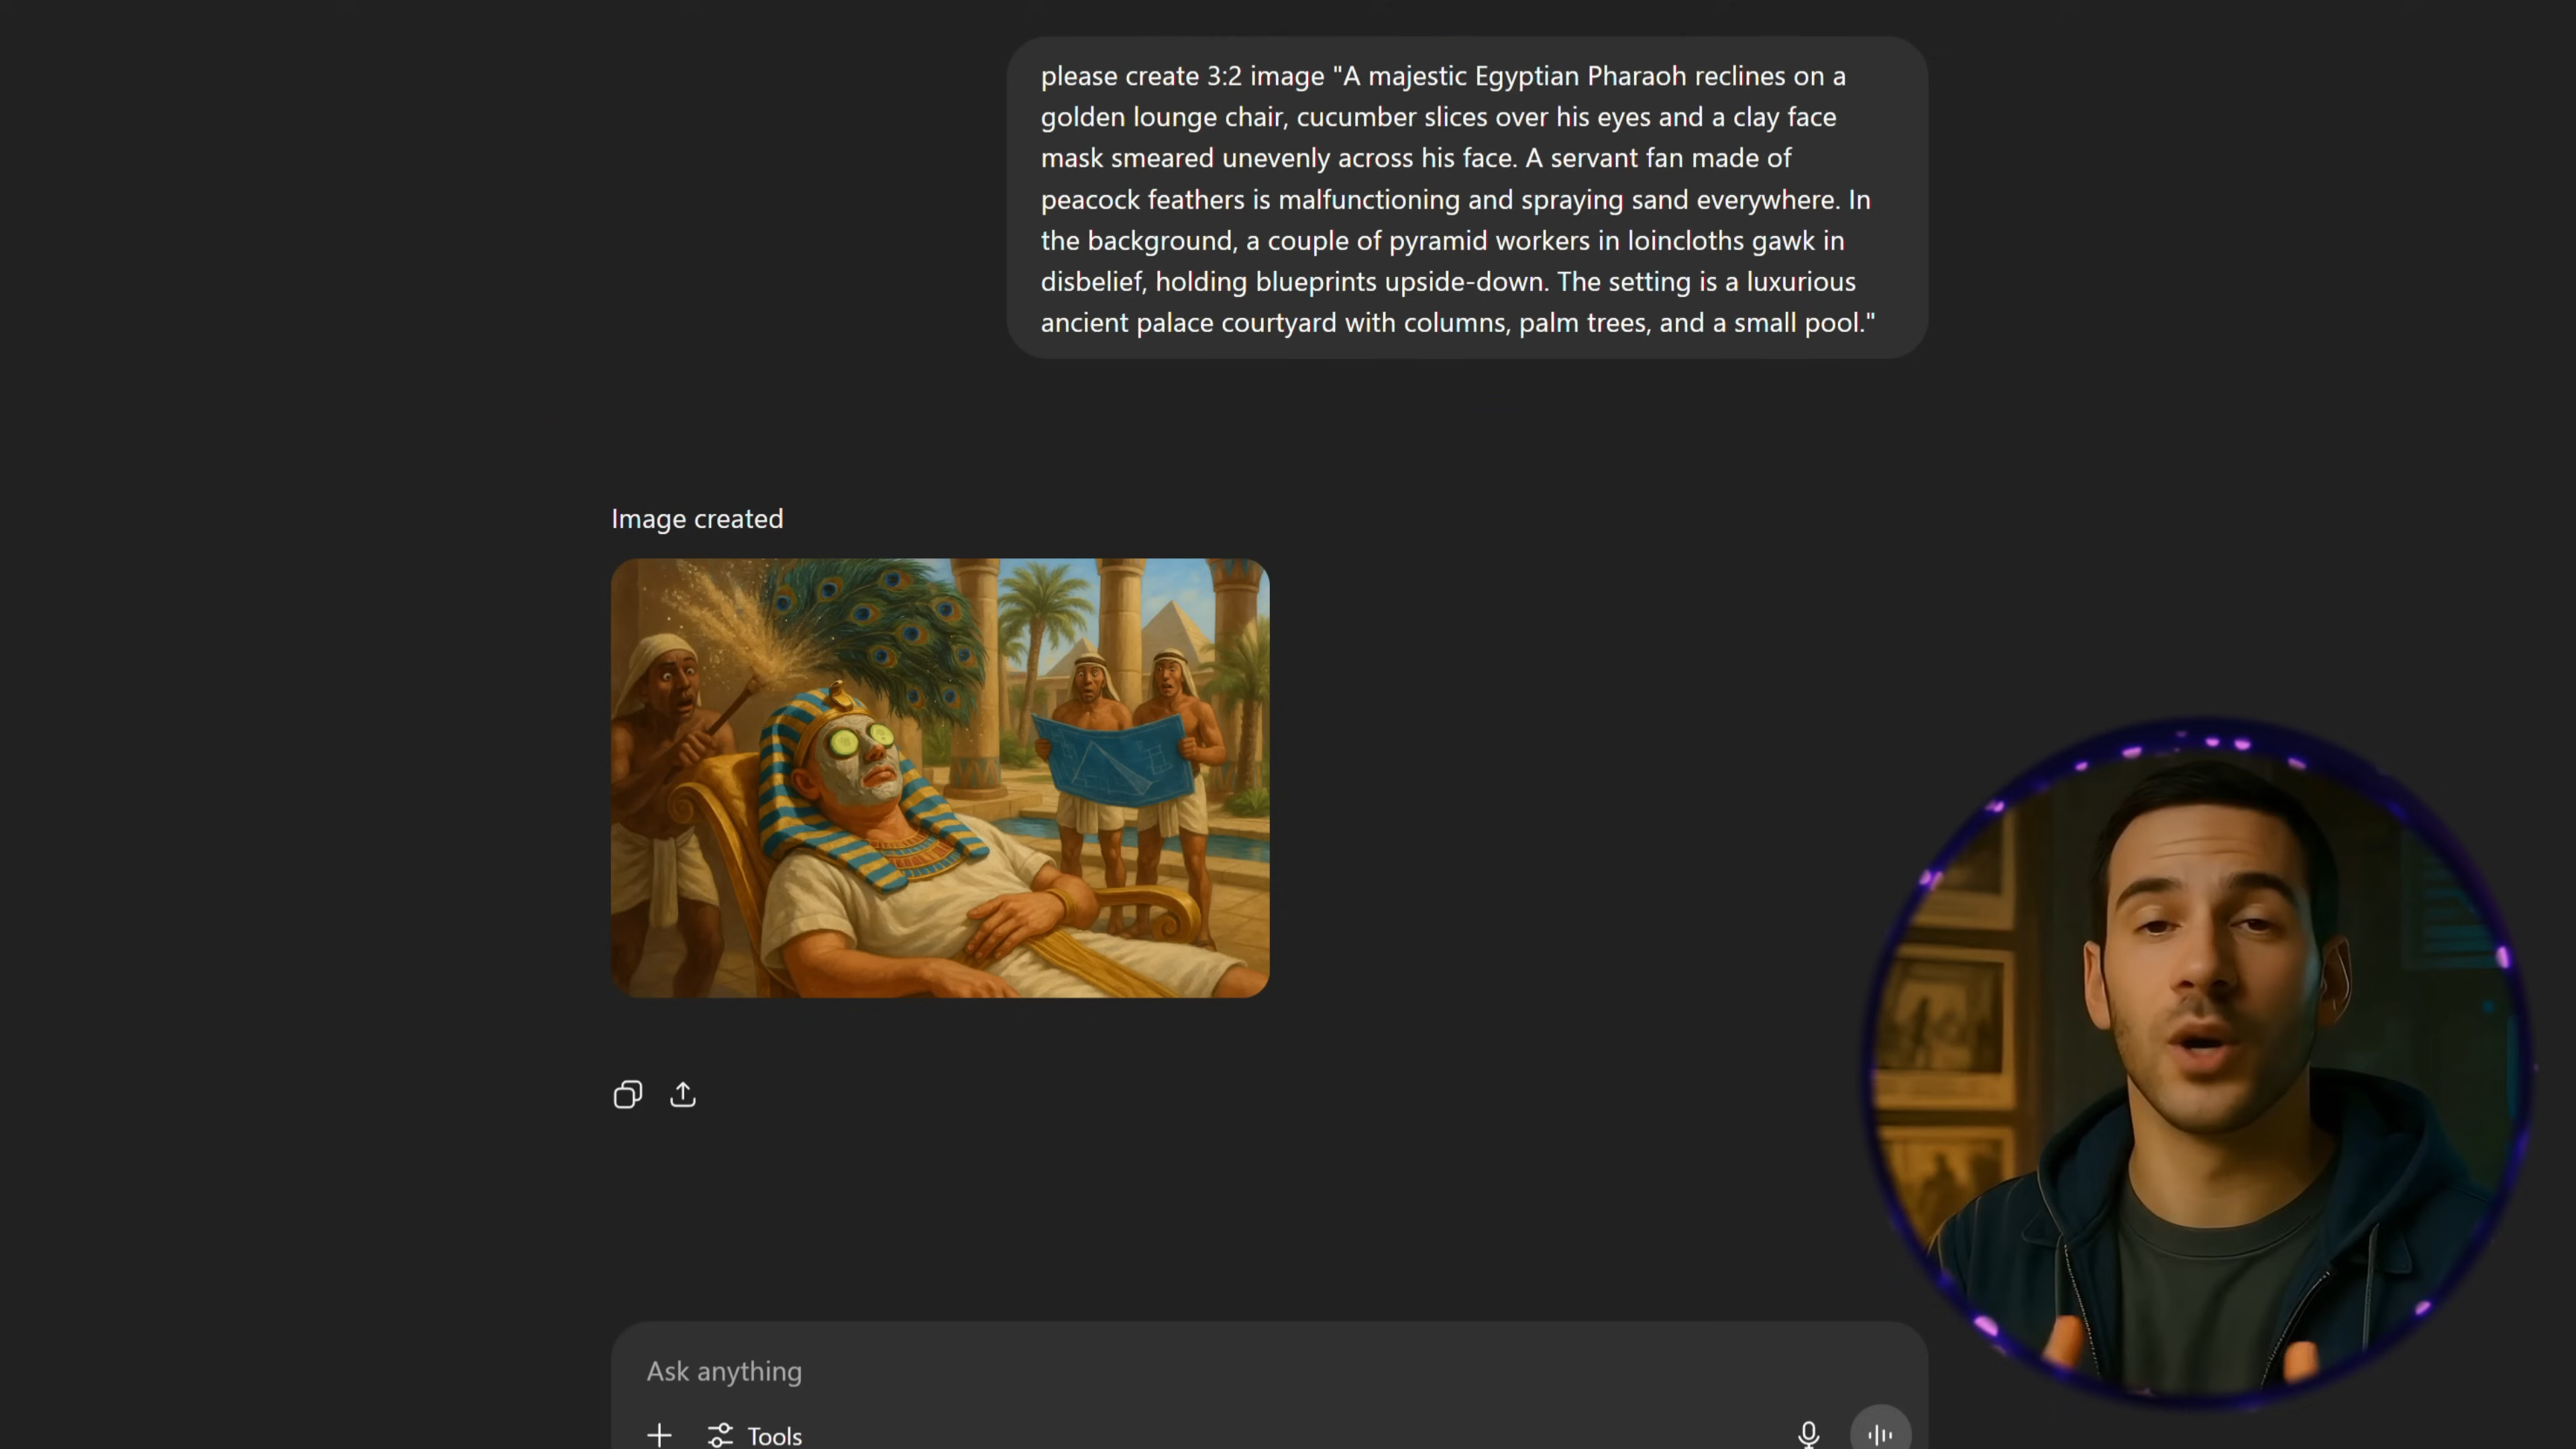 please create 3:2 image "A majestic Egyptian Pharaoh reclines on a
golden lounge chair, cucumber slices over his eyes and a clay face
mask smeared unevenly across his face. A servant fan made of
peacock feathers is malfunctioning and spraying sand everywhere. In
the background, a couple of pyramid workers in loincloths gawk in
disbelief, holding blueprints upside-down. The setting is a luxurious
ancient palace courtyard with columns, palm trees, and a small pool."
Image created
Ask anything
Tools